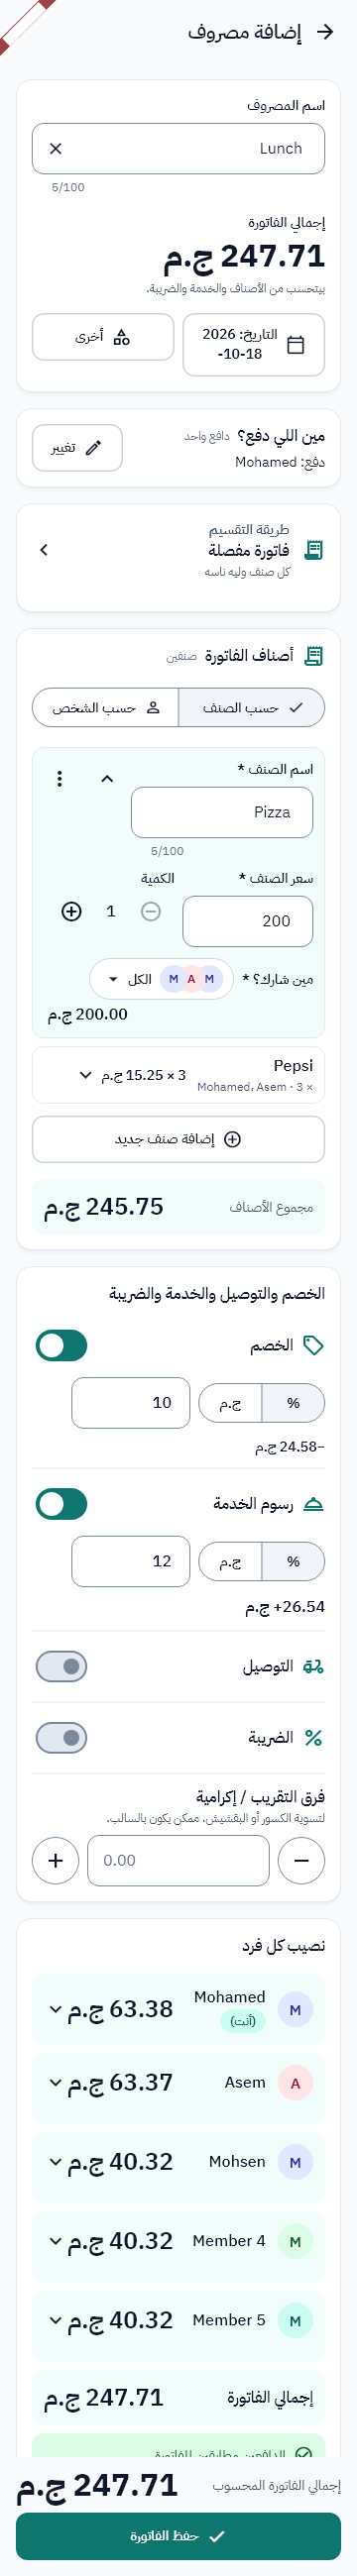 إضافة مصروف
اسم المصروف
Lunch
5/100
إجمالي الفاتورة
247.71 ج.م
بيتحسب من الأصناف والخدمة والضريبة.
التاريخ: 2026
-10-18
أخرى
مين اللي دفع؟ دافع واحد
دفع: Mohamed
تغيير
طريقة التقسيم
فاتورة مفصلة
كل صنف وليه ناسه
أصناف الفاتورة صنفين
حسب الصنف
حسب الشخص
اسم الصنف *
Pizza
5/100
سعر الصنف *
الكمية
200
1
مين شارك؟ *
M A M الكل
200.00 ج.م
Pepsi
Mohamed, Asem · 3 ×
3 × 15.25 ج.م
إضافة صنف جديد
مجموع الأصناف
245.75 ج.م
الخصم والتوصيل والخدمة والضريبة
الخصم
% ج.م
10
−24.58 ج.م
رسوم الخدمة
% ج.م
12
+26.54 ج.م
التوصيل
الضريبة
فرق التقريب / إكرامية
لتسوية الكسور أو البقشيش. ممكن يكون بالسالب.
0.00
نصيب كل فرد
M Mohamed
(أنت)
63.38 ج.م
A Asem
63.37 ج.م
M Mohsen
40.32 ج.م
M Member 4
40.32 ج.م
M Member 5
40.32 ج.م
إجمالي الفاتورة
247.71 ج.م
إجمالي الفاتورة المحسوب
247.71 ج.م
حفظ الفاتورة